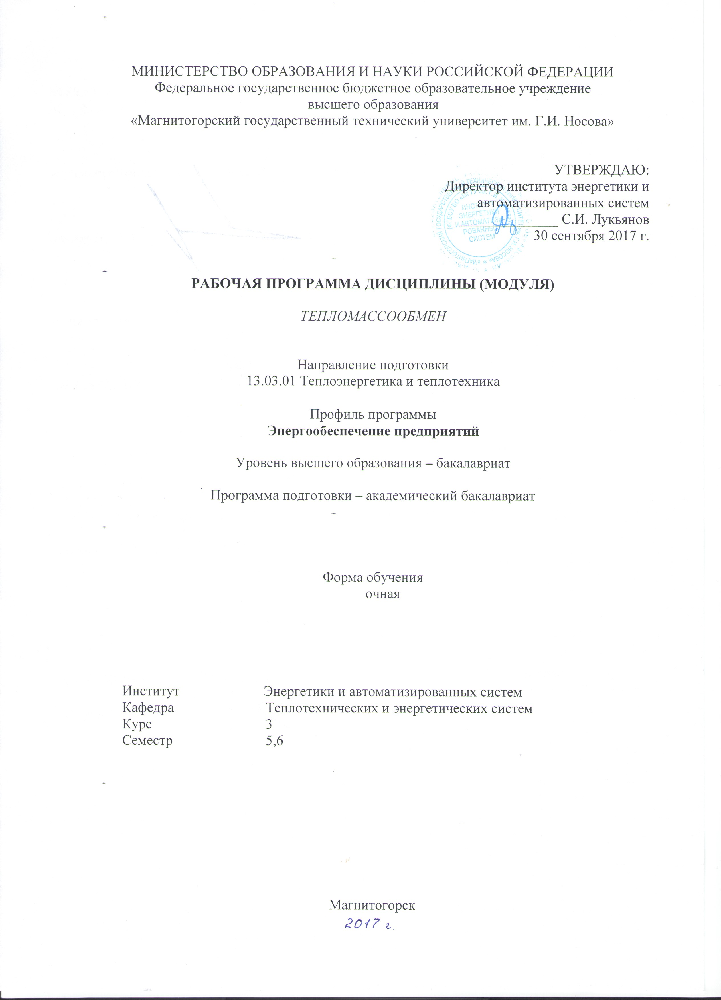 МИНИСТЕРСТВО ОБРАЗОВАНИЯ И НАУКИ РОССИЙСКОЙ ФЕДЕРАЦИИ
Федеральное государственное бюджетное образовательное учреждение
высшего образования
«Магнитогорский государственный технический университет им. Г.И. Носова»
УТВЕРЖДАЮ:
Директор института энергетики и
автоматизированных систем
С.И. Лукьянов
30 сентября 2017 г.
ИНСТИТУТ
ЭНЕРГЕТИКИ
И АВТОМАТИЗИ
РОВАННЫХ
СИСТЕМ
РАБОЧАЯ ПРОГРАММА ДИСЦИПЛИНЫ (МОДУЛЯ)
ТЕПЛОМАССООБМЕН
Направление подготовки
13.03.01 Теплоэнергетика и теплотехника
Профиль программы
Энергообеспечение предприятий
Уровень высшего образования – бакалавриат
Программа подготовки – академический бакалавриат
Форма обучения
очная
Институт Энергетики и автоматизированных систем
Кафедра Теплотехнических и энергетических систем
Курс 3
Семестр 5,6
Магнитогорск
2017 г.